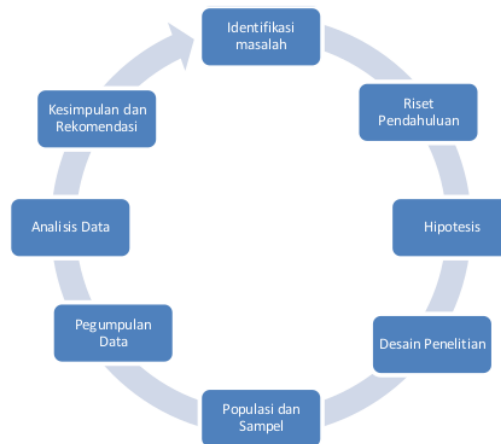 Identifikasi
masalah
Riset
Pendahuluan
Hipotesis
Desain Penelitian
Populasi dan
Sampel
Pegumpulan
Data
Analisis Data
Kesimpulan dan
Rekomendasi